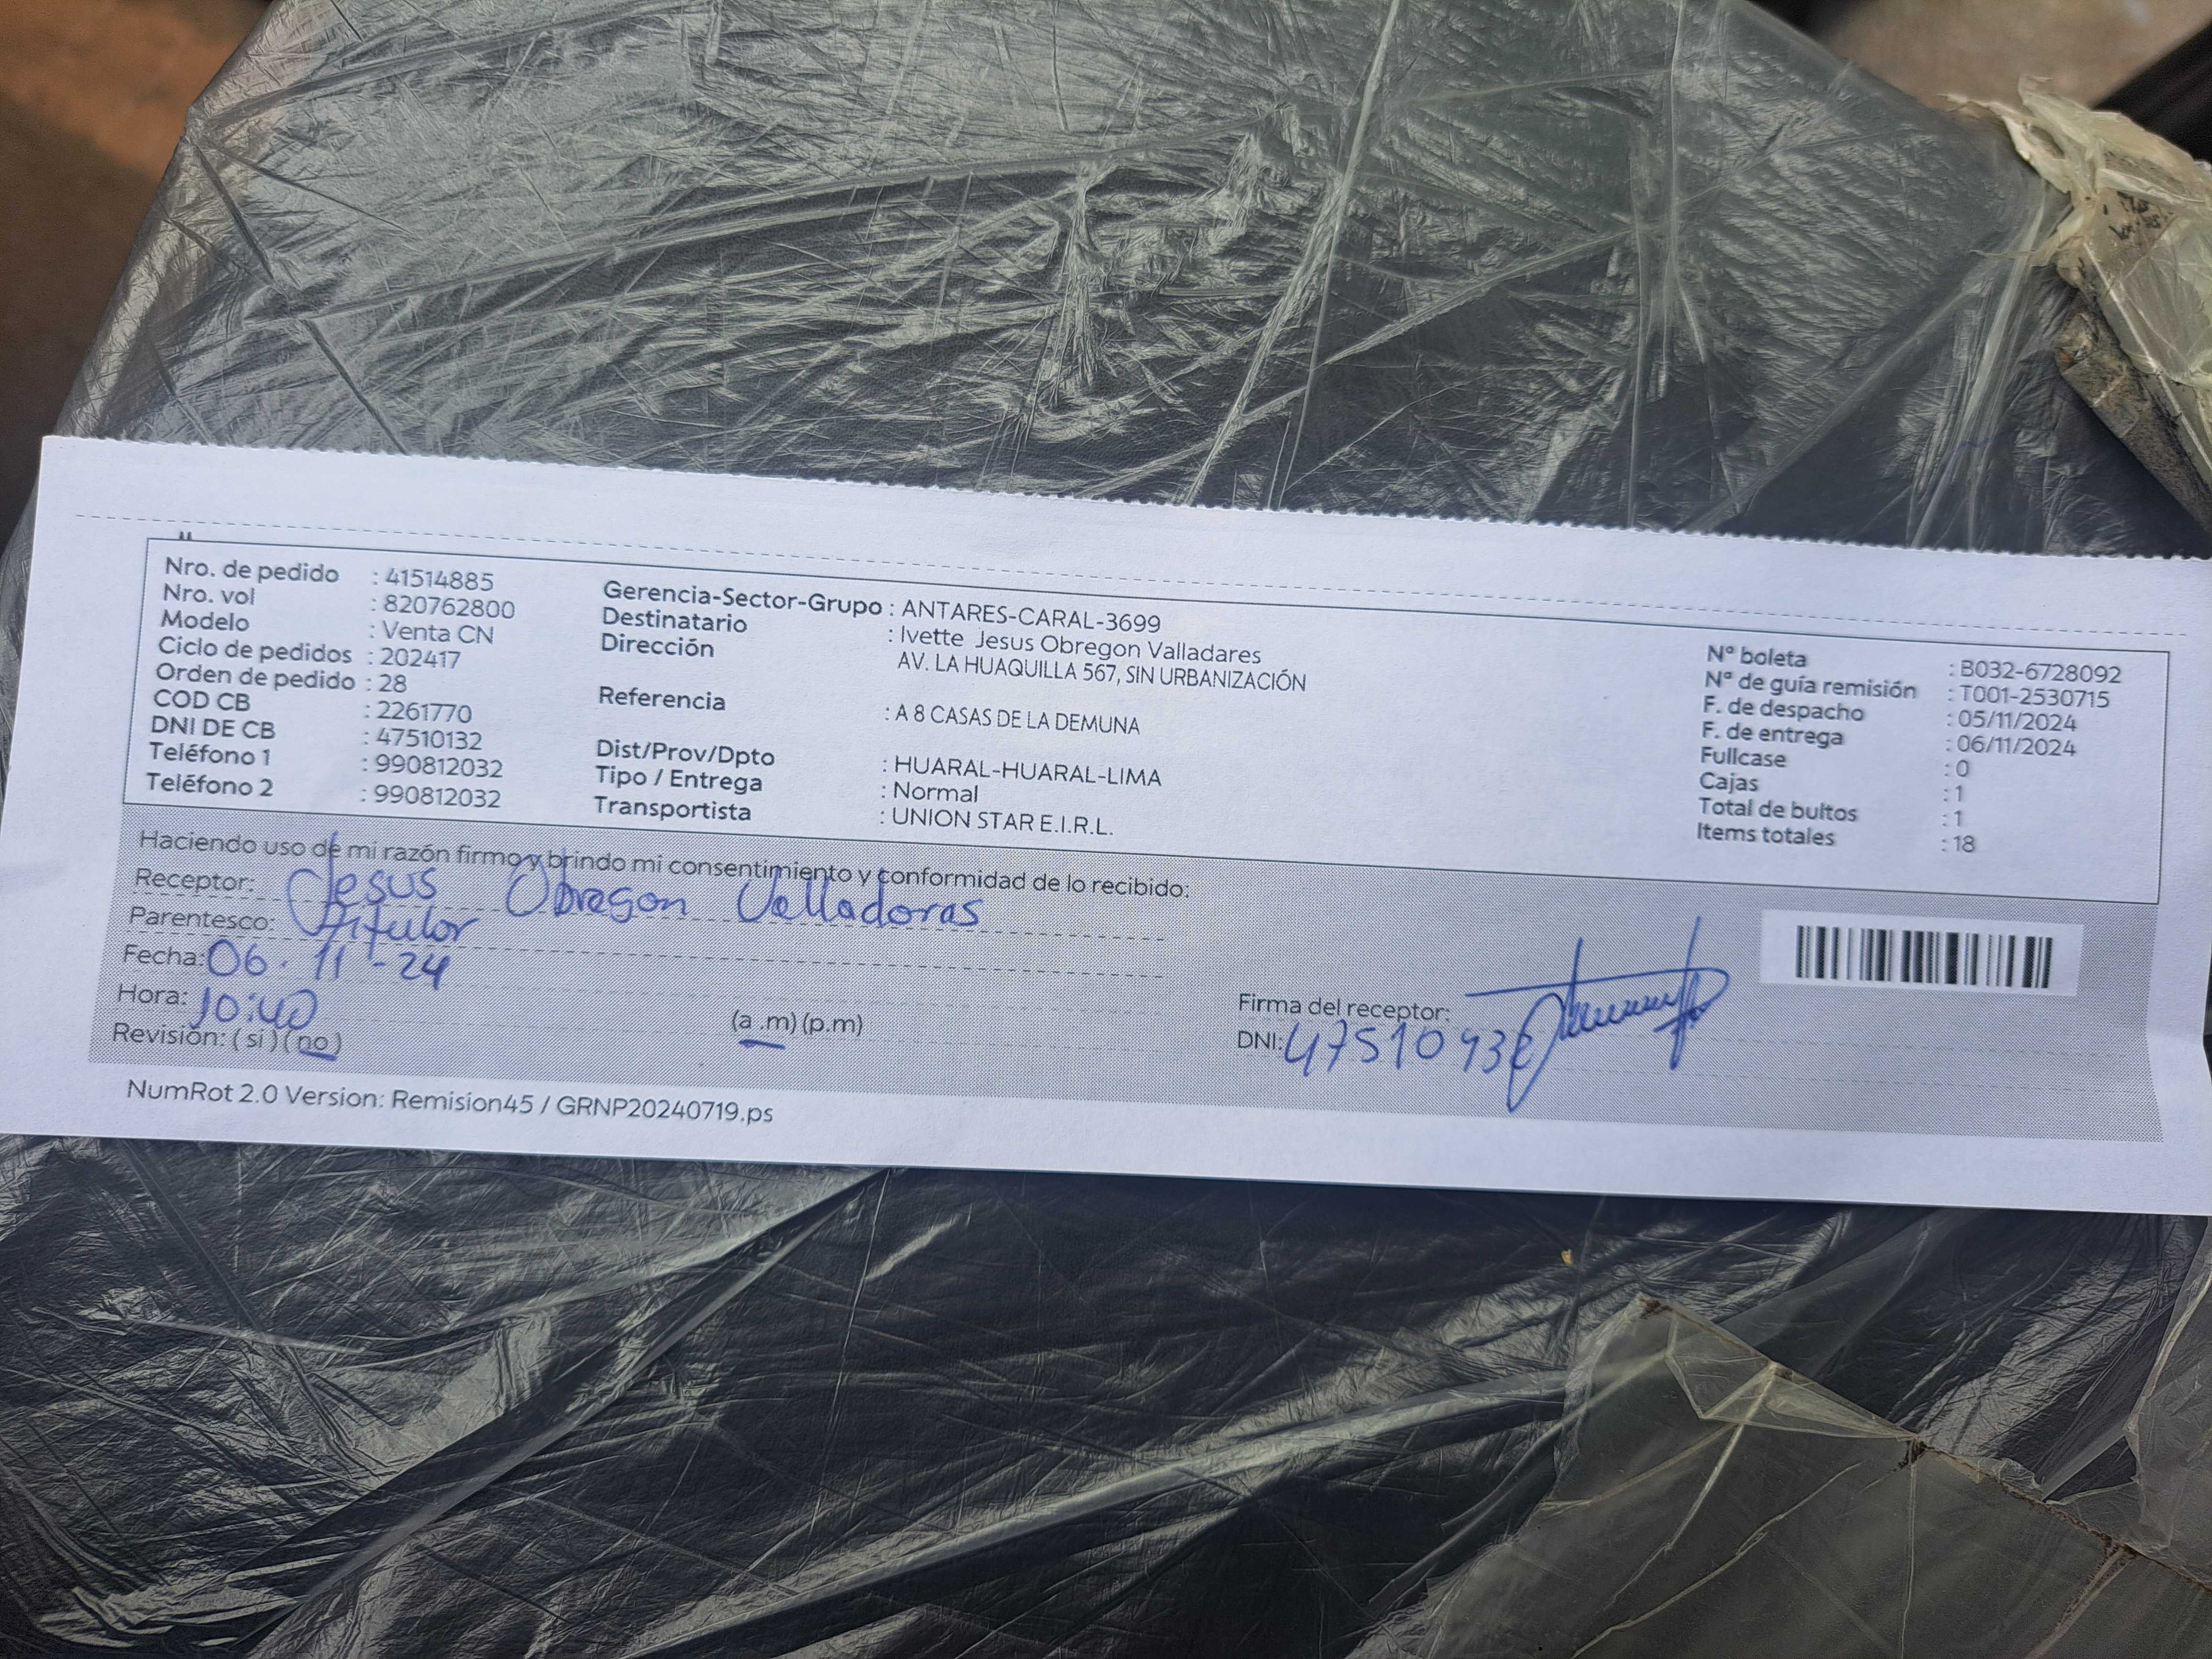 Nro. de pedido : 41514885
Nro. vol : 820762800
Modelo : Venta CN
Ciclo de pedidos : 202417
Orden de pedido : 28
COD CB : 2261770
DNI DE CB : 47510132
Teléfono 1 : 990812032
Teléfono 2 : 990812032
Gerencia-Sector-Grupo : ANTARES-CARAL-3699
Destinatario : Ivette Jesus Obregon Valladares
Dirección AV. LA HUAQUILLA 567, SIN URBANIZACIÓN
Referencia : A 8 CASAS DE LA DEMUNA
Dist/Prov/Dpto : HUARAL-HUARAL-LIMA
Tipo / Entrega : Normal
Transportista : UNION STAR E.I.R.L.
N° boleta : B032-6728092
N° de guía remisión : T001-2530715
F. de despacho : 05/11/2024
F. de entrega : 06/11/2024
Fullcase : 0
Cajas : 1
Total de bultos : 1
Items totales : 18
Haciendo uso de mi razón firmo y brindo mi consentimiento y conformidad de lo recibido:
Receptor: Jesus Obregon Valladoras
Parentesco: Titular
Fecha: 06.11-24
Hora: 10:40 (a .m) (p.m)
Revisión: ( si ) ( no )
Firma del receptor:
DNI:
NumRot 2.0 Version: Remision45 / GRNP20240719.ps